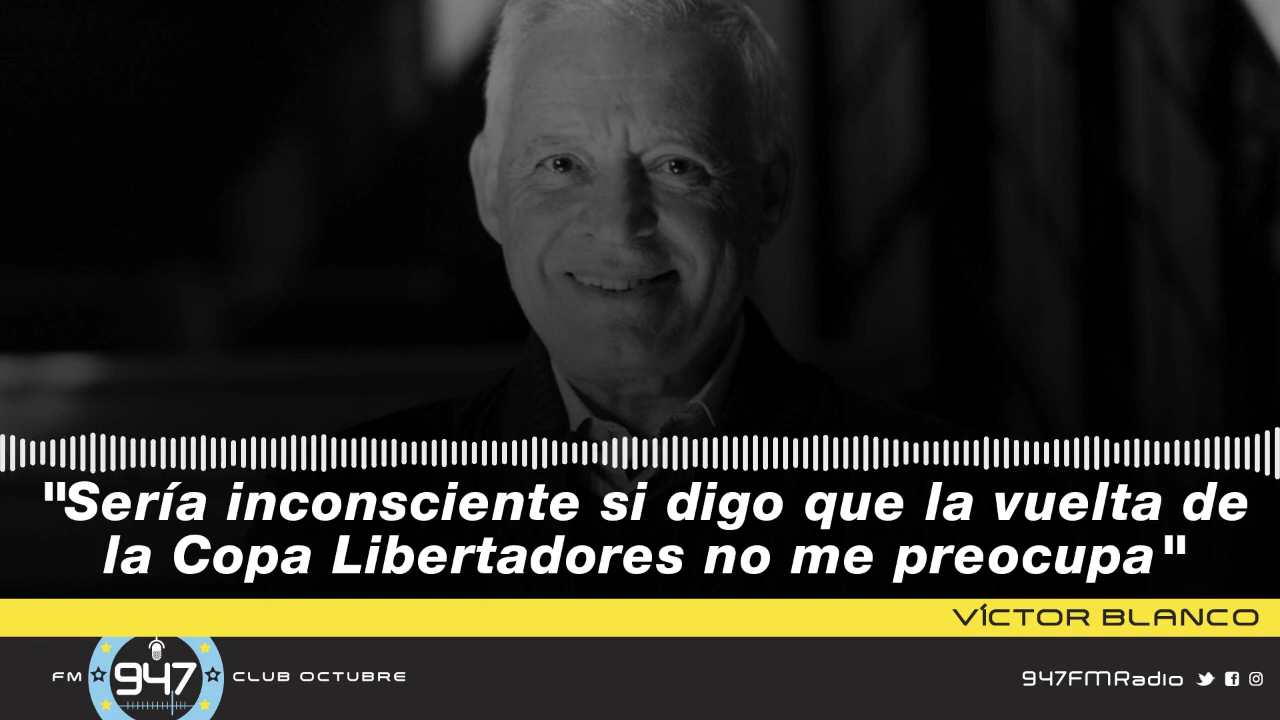 "Sería inconsciente si digo que la vuelta de
la Copa Libertadores no me preocupa"
VÍCTOR BLANCO
FM 947 CLUB OCTUBRE
947FMRadio